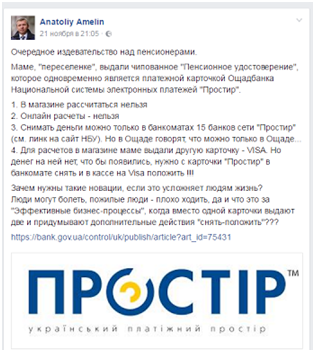 Anatoliy Amelin
21 ноября в 21:05 ·
Очередное издевательство над пенсионерами.
Маме, "переселенке", выдали чипованное "Пенсионное удостоверение",
которое одновременно является платежной карточкой Ощадбанка
Национальной системы электронных платежей "Простир".
1. В магазине рассчитаться нельзя
2. Онлайн расчеты - нельзя
3. Снимать деньги можно только в банкоматах 15 банков сети "Простир"
(см. линк на сайт НБУ). Но в Ощаде говорят, что можно только в Ощаде...
4. Для расчетов в магазине маме выдали другую карточку - VISA. Но
денег на ней нет, что бы появились, нужно с карточки "Простир" в
банкомате снять и в кассе на Visa положить !!!
Зачем нужны такие новации, если это усложняет людям жизнь?
Люди могут болеть, пожилые люди - плохо ходить, да и что это за
"Эффективные бизнес-процессы", когда вместо одной карточки выдают
две и придумывают дополнительные действия "снять-положить"???
https://bank.gov.ua/control/uk/publish/article?art_id=75431
ПРОСТІР™
український платіжний простір